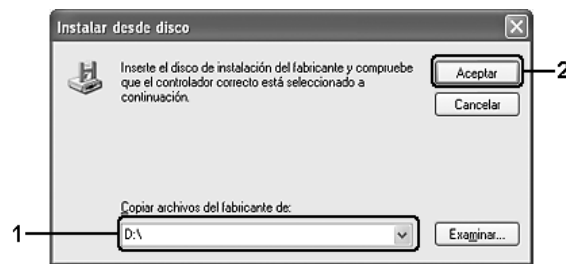 Instalar desde disco
Inserte el disco de instalación del fabricante y compruebe
que el controlador correcto está seleccionado a
continuación.
Aceptar
2
Cancelar
Copiar archivos del fabricante de:
1
D:\
Examinar...